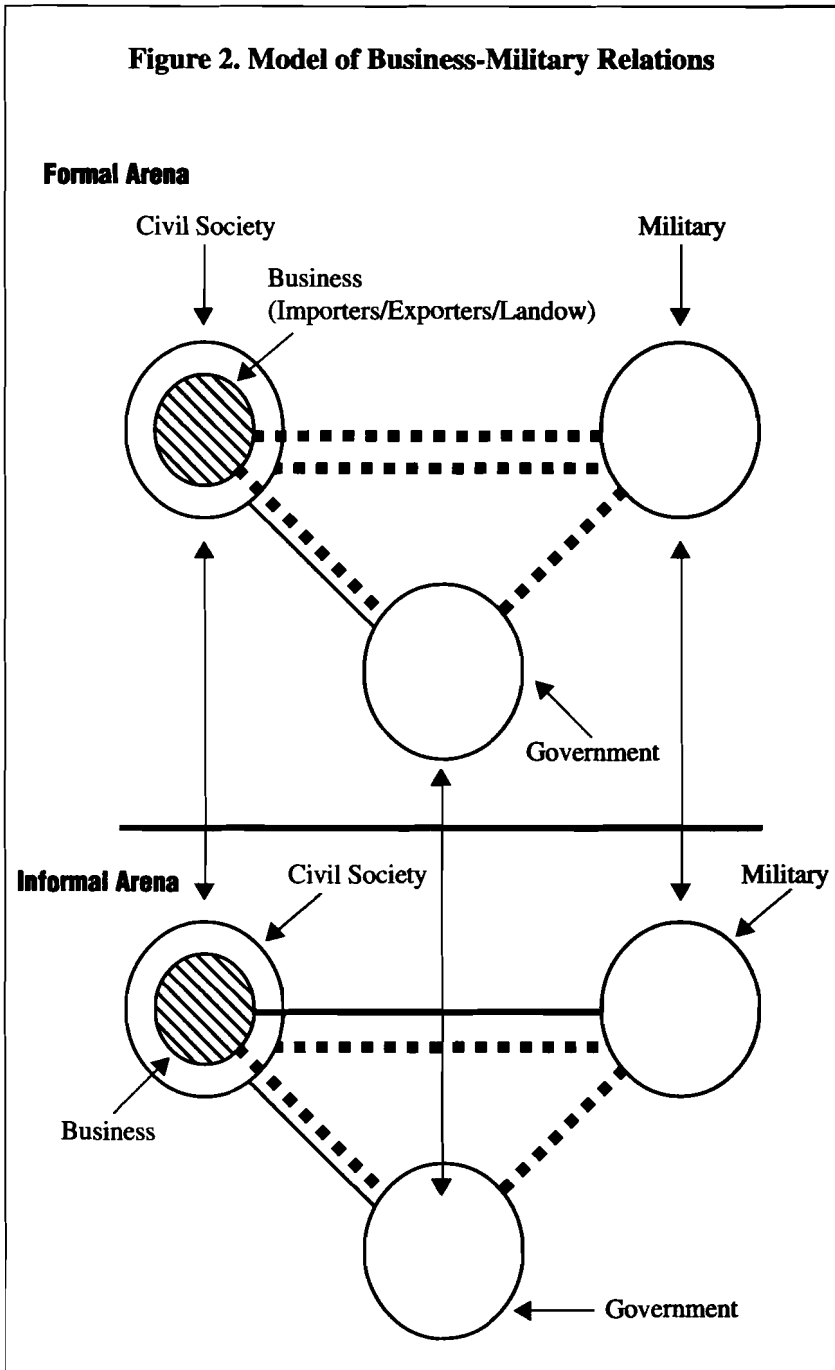 Figure 2. Model of Business-Military Relations
Formal Arena
Civil Society
Military
Business
(Importers/Exporters/Landow)
Government
Informal Arena
Civil Society
Military
Business
Government